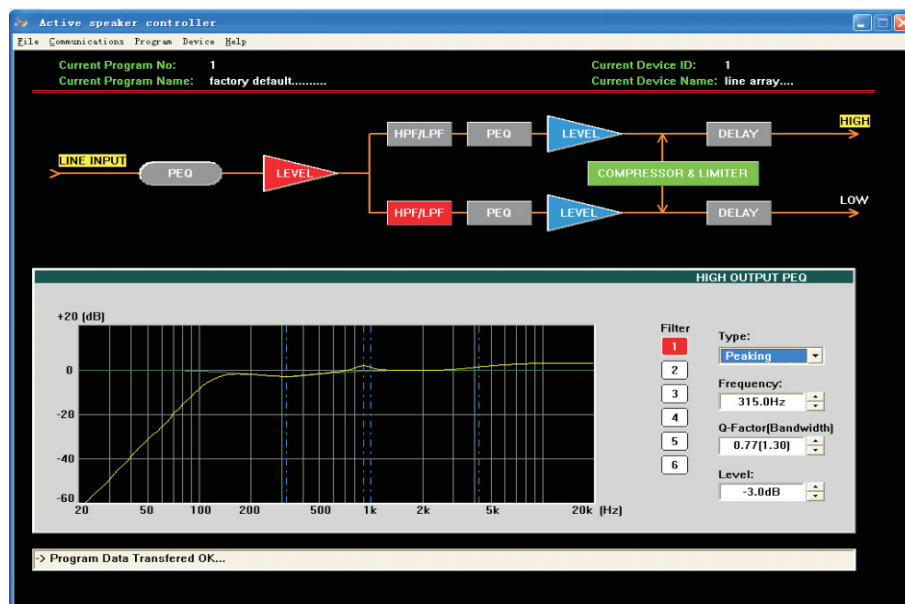 Active speaker controller
File Communications Program Device Help
Current Program No: 1
Current Device ID: 1
Current Program Name: factory default..........
Current Device Name: line array....
HIGH
HPF/LPF PEQ LEVEL DELAY
LINE INPUT
PEQ LEVEL COMPRESSOR & LIMITER
LOW
HPF/LPF PEQ LEVEL DELAY
HIGH OUTPUT PEQ
+20 (dB)
0
-20
-40
-60
20 50 100 200 500 1k 2k 5k 20k (Hz)
Filter
1
2
3
4
5
6
Type:
Peaking
Frequency:
315.0Hz
Q-Factor(Bandwidth)
0.77(1.30)
Level:
-3.0dB
-> Program Data Transfered OK...